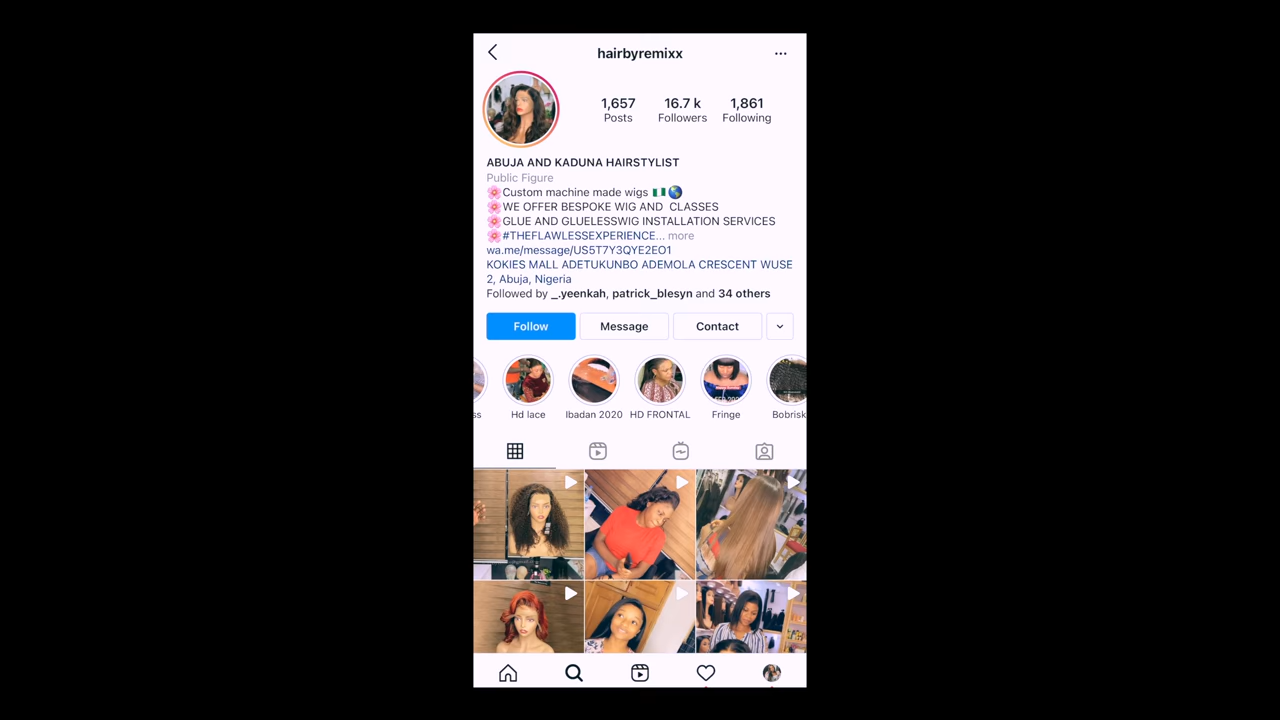 hairbyremixx
1,657 16.7 k 1,861
Posts Followers Following
ABUJA AND KADUNA HAIRSTYLIST
Public Figure
🌸Custom machine made wigs 🇳🇬🌎
🌸WE OFFER BESPOKE WIG AND  CLASSES
🌸GLUE AND GLUELESSWIG INSTALLATION SERVICES
🌸#THEFLAWLESSEXPERIENCE... more
wa.me/message/US5T7Y3QYE2EO1
KOKIES MALL ADETUKUNBO ADEMOLA CRESCENT WUSE
2, Abuja, Nigeria
Followed by _.yeenkah, patrick_blesyn and 34 others
Follow Message Contact
ss Hd lace Ibadan 2020 HD FRONTAL Fringe Bobrisk